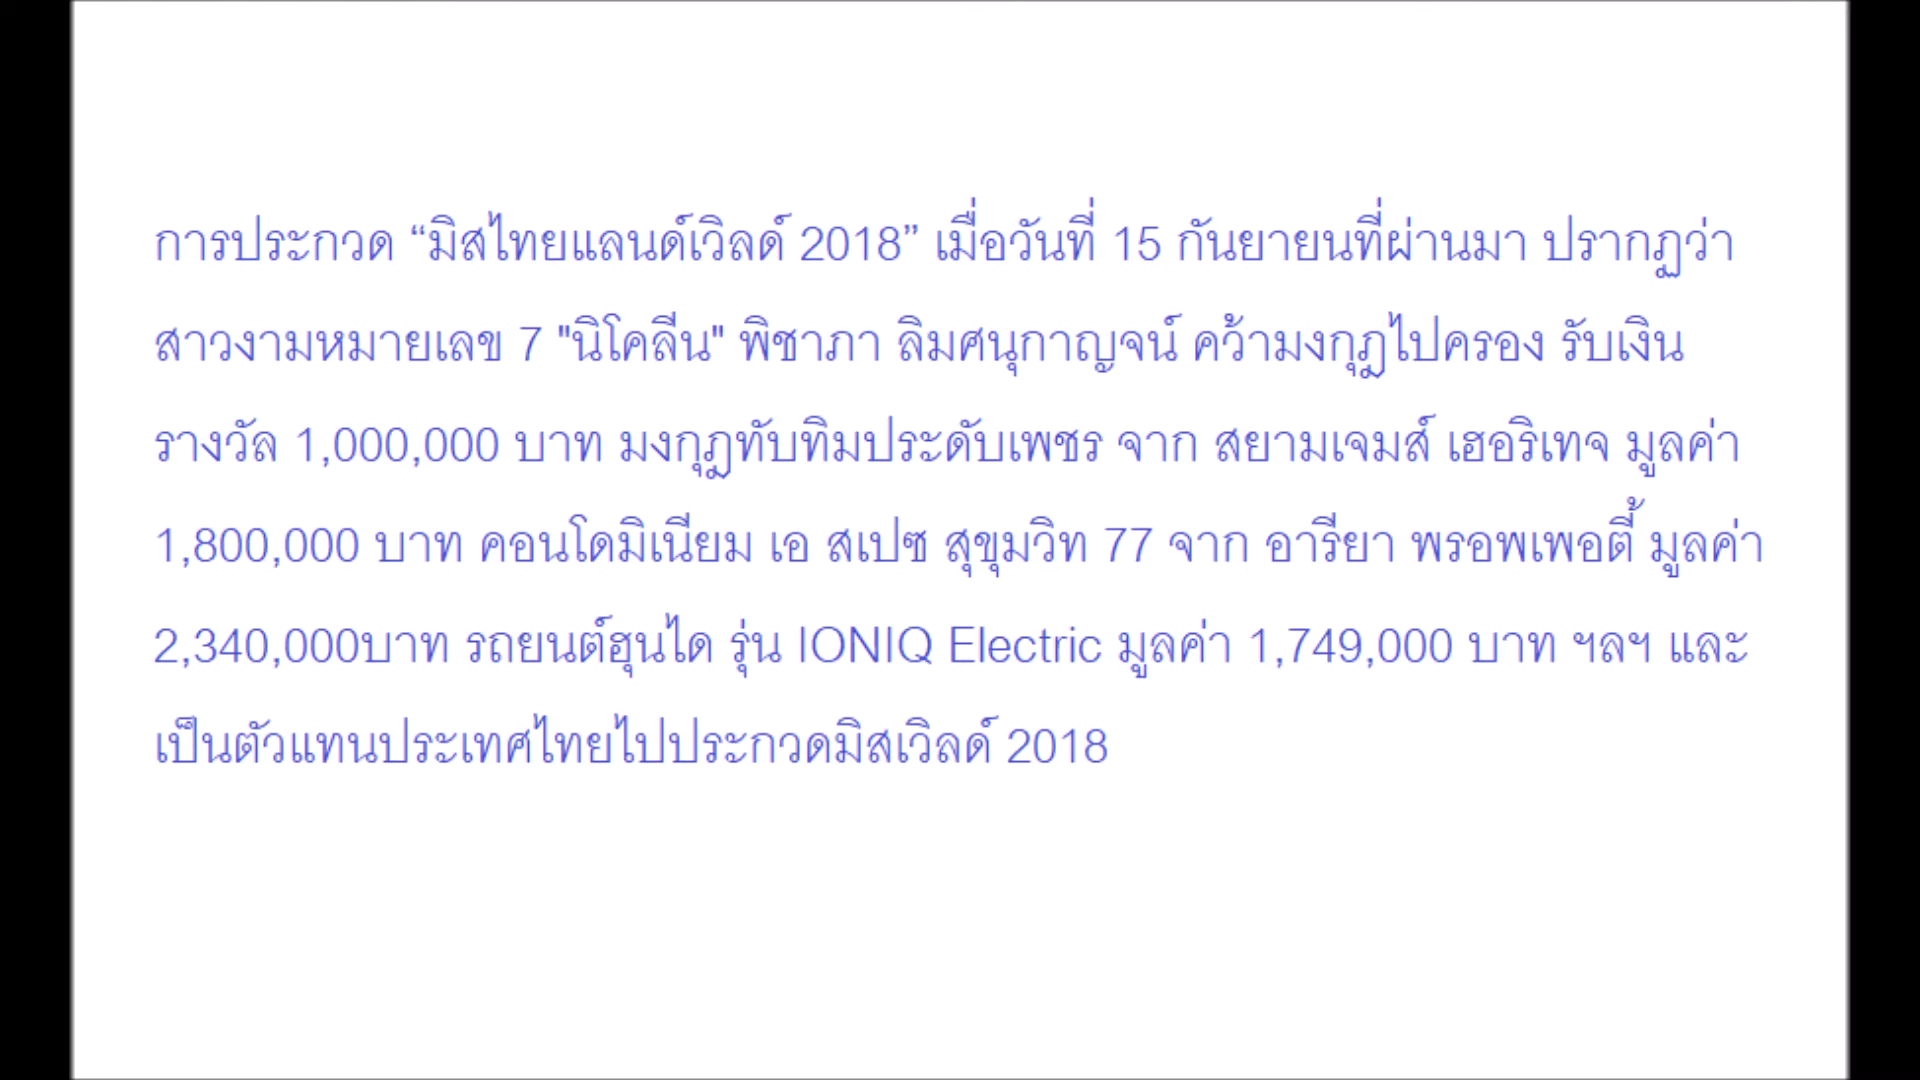 การประกวด “มิสไทยแลนด์เวิลด์ 2018” เมื่อวันที่ 15 กันยายนที่ผ่านมา ปรากฏว่า
สาวงามหมายเลข 7 "นิโคลีน" พิชาภา ลิมศนุกาญจน์ คว้ามงกุฎไปครอง รับเงิน
รางวัล 1,000,000 บาท มงกุฎทับทิมประดับเพชร จาก สยามเจมส์ เฮอริเทจ มูลค่า
1,800,000 บาท คอนโดมิเนียม เอ สเปซ สุขุมวิท 77 จาก อารียา พรอพเพอตี้ มูลค่า
2,340,000บาท รถยนต์ฮุนได รุ่น IONIQ Electric มูลค่า 1,749,000 บาท ฯลฯ และ
เป็นตัวแทนประเทศไทยไปประกวดมิสเวิลด์ 2018